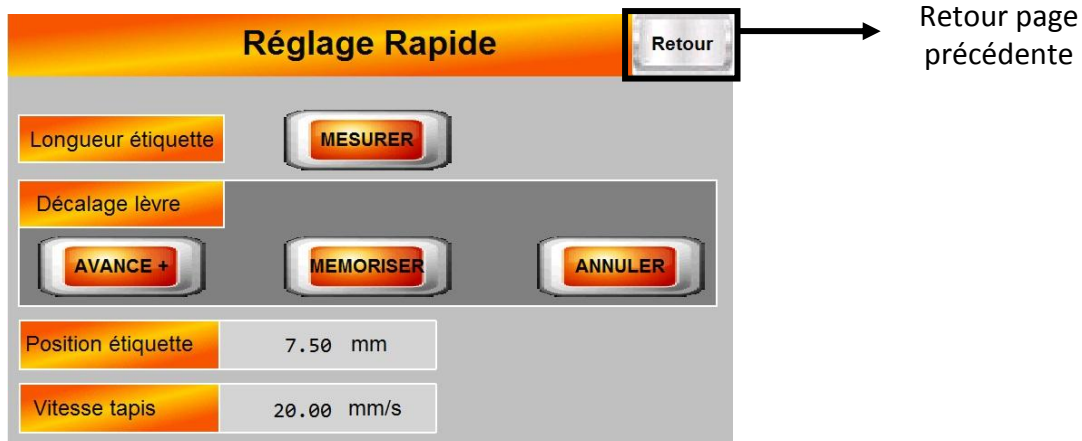 Réglage Rapide
Retour
Retour page
précédente
Longueur étiquette
MESURER
Décalage lèvre
AVANCE +
MEMORISER
ANNULER
Position étiquette
7.50 mm
Vitesse tapis
20.00 mm/s